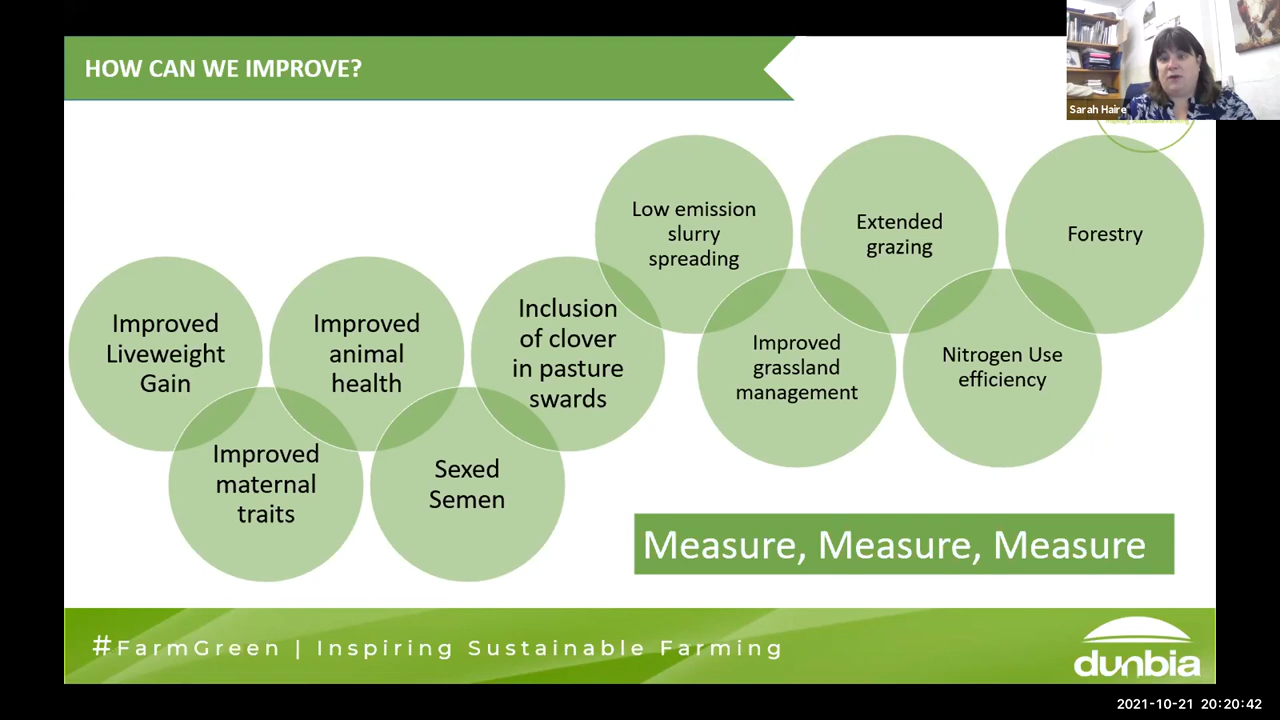 HOW CAN WE IMPROVE?
Sarah Haire
Low emission
slurry
spreading
Extended
grazing
Forestry
Improved
Liveweight
Gain
Improved
animal
health
Inclusion
of clover
in pasture
swards
Improved
grassland
management
Nitrogen Use
efficiency
Improved
maternal
traits
Sexed
Semen
Measure, Measure, Measure
#FarmGreen | Inspiring Sustainable Farming
dunbia
2021-10-21 20:20:42